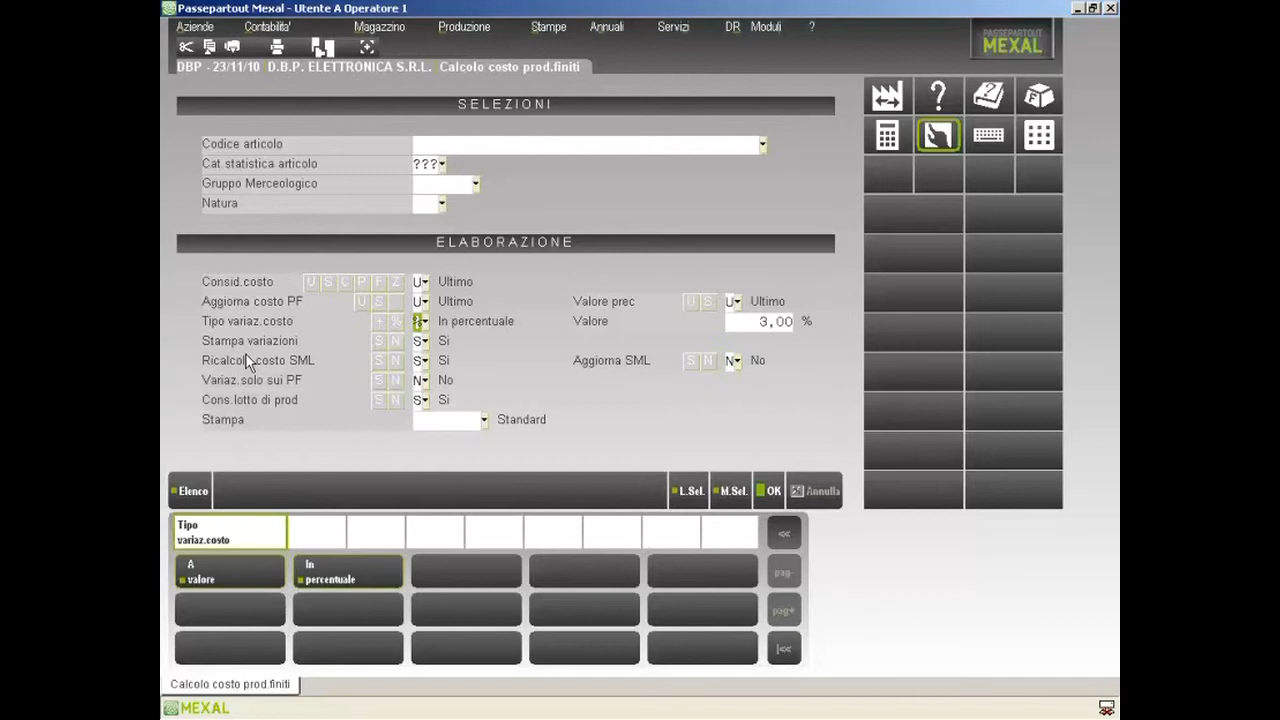 Passepartout Mexal - Utente A Operatore 1
Aziende Contabilita' Magazzino Produzione Stampe Annuali Servizi DR Moduli ?
PASSEPARTOUT
MEXAL
DBP - 23/11/10 D.B.P. ELETTRONICA S.R.L. Calcolo costo prod.finiti
SELEZIONI
Codice articolo
Cat.statistica articolo ???
Gruppo Merceologico
Natura
ELABORAZIONE
Consid.costo U S C P F Z U Ultimo
Aggiorna costo PF U S U Ultimo Valore prec U S U Ultimo
Tipo variaz.costo + % % In percentuale Valore 3,00 %
Stampa variazioni S N S Si
Ricalcolo costo SML S N S Si Aggiorna SML S N N No
Variaz.solo sui PF S N N No
Cons.lotto di prod S N S Si
Stampa Standard
Elenco L.Sel. M.Sel. OK Annulla
Tipo
variaz.costo
<<
A
valore
In
percentuale
pag-
pag+
|<<
Calcolo costo prod.finiti
MEXAL